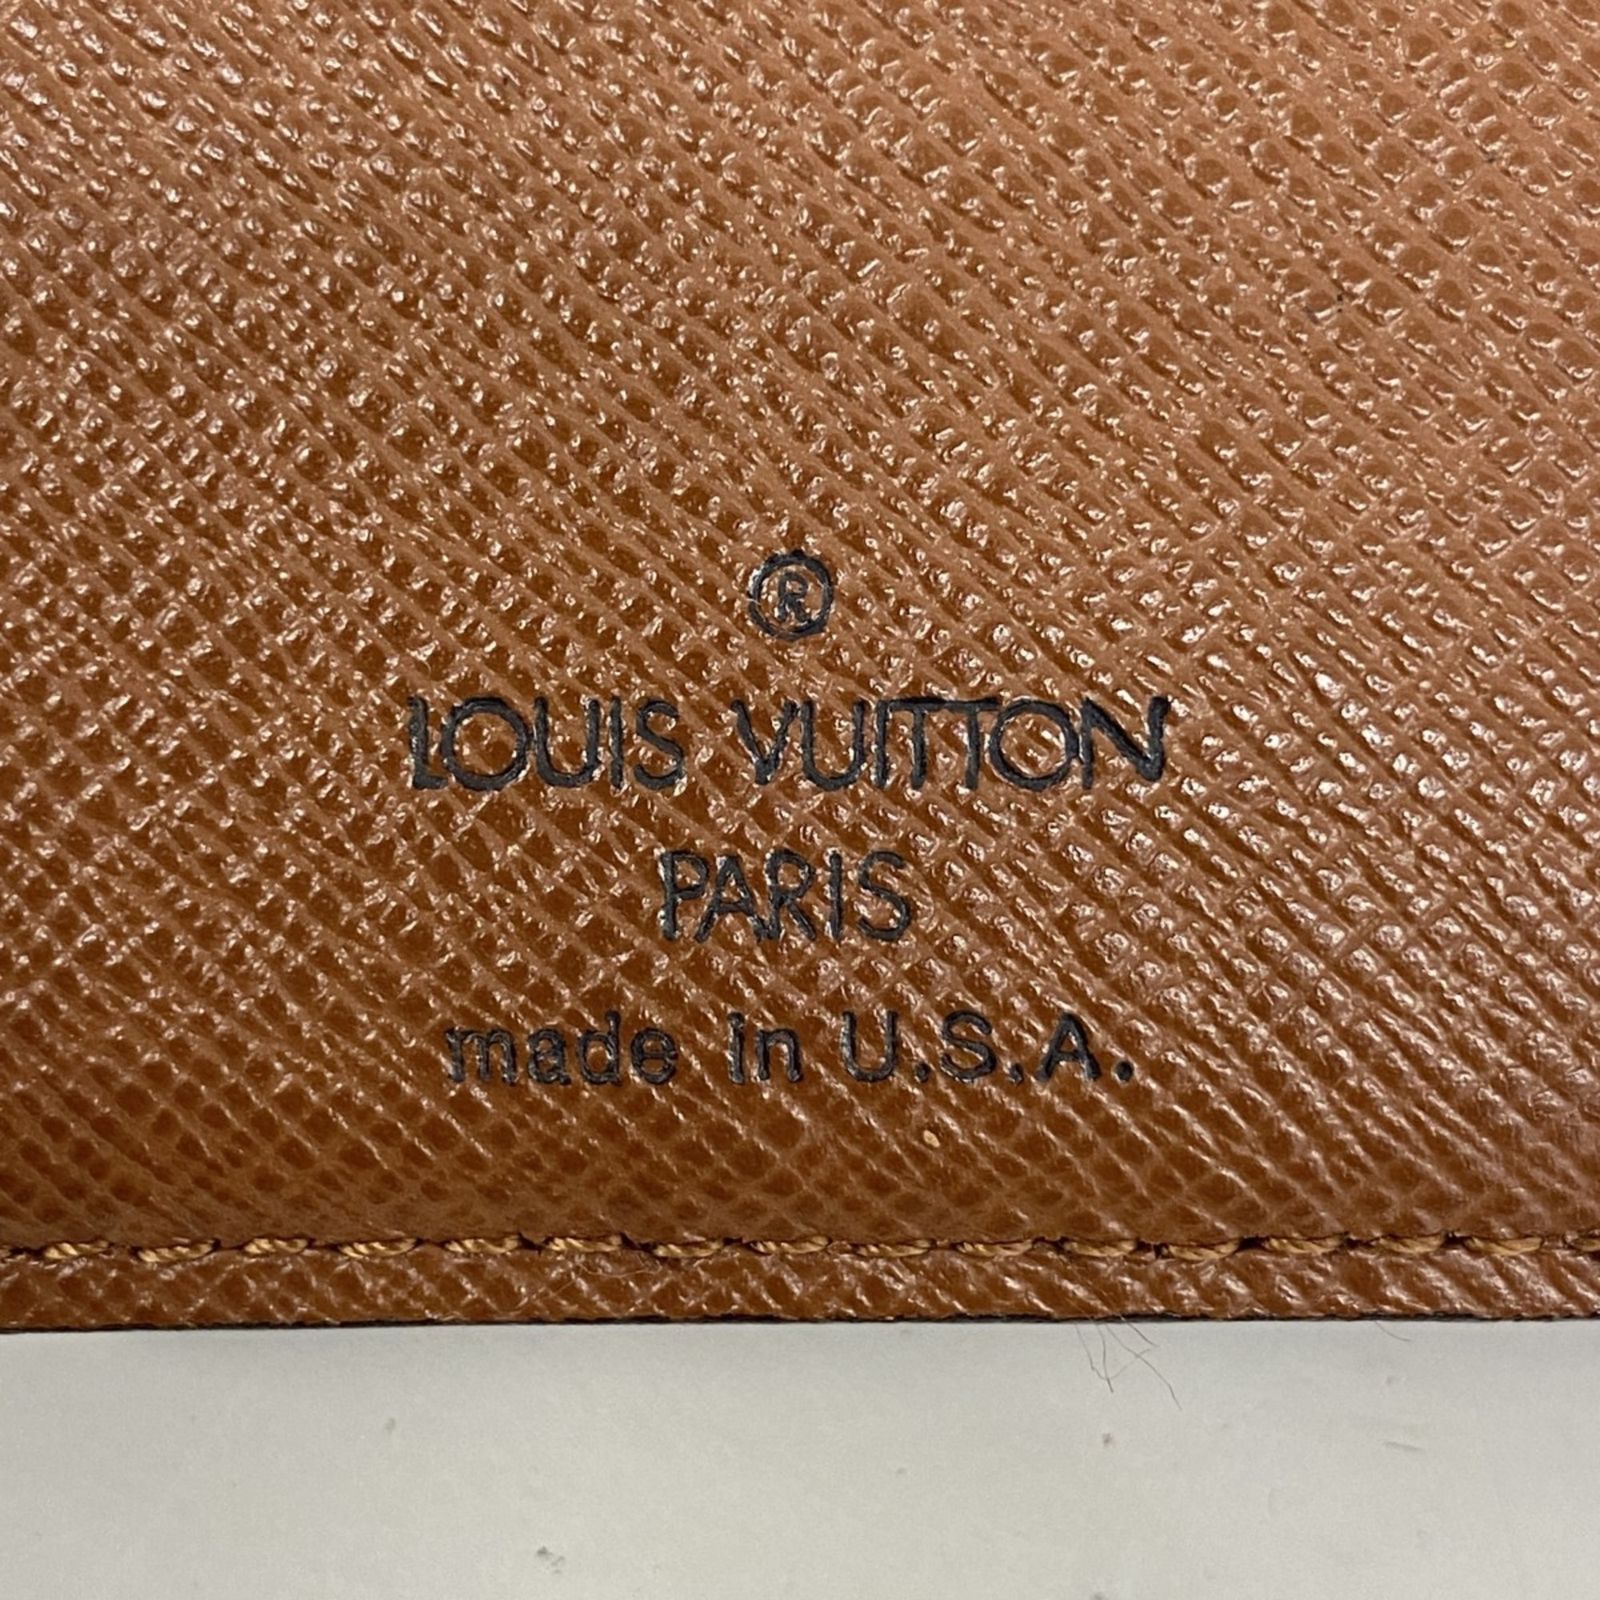 ®
LOUIS VUITTON
PARIS
made in U.S.A.